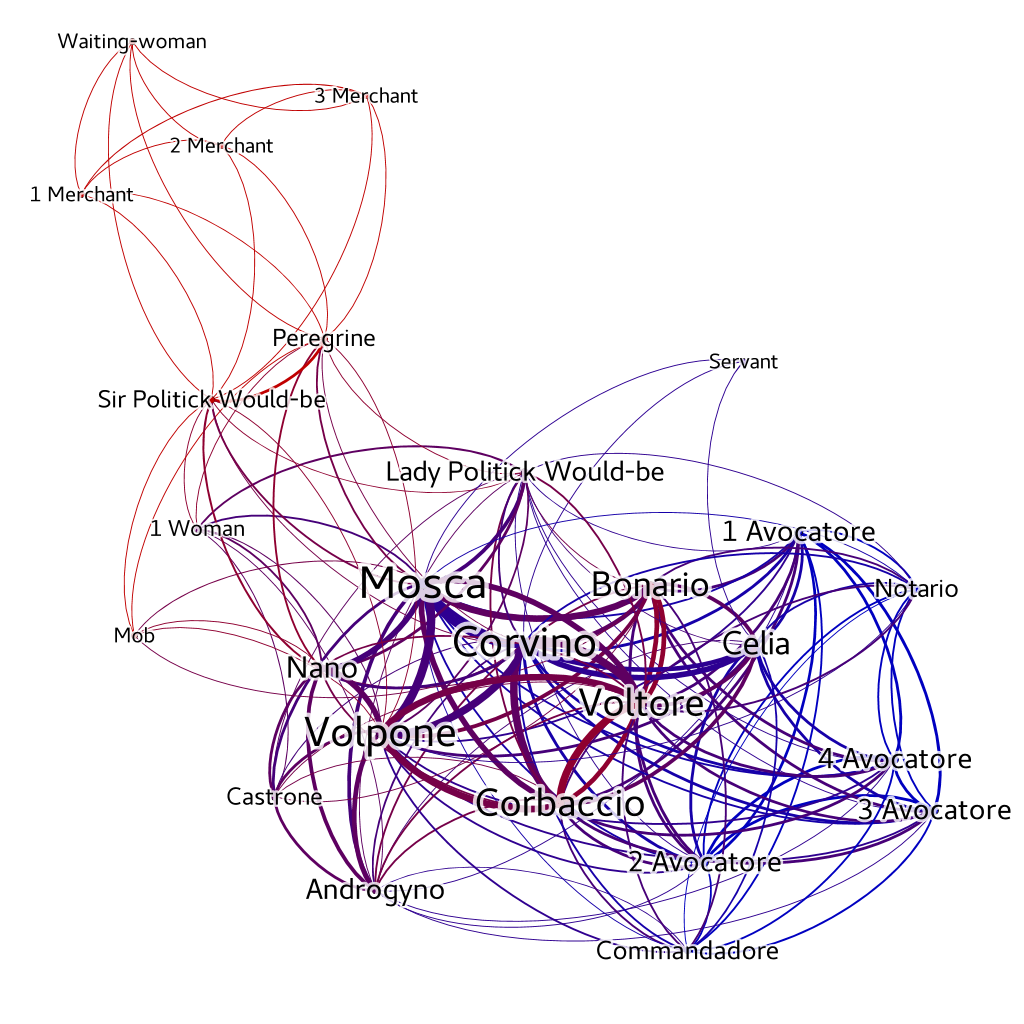 Waiting-woman
3 Merchant
2 Merchant
1 Merchant
Peregrine
Servant
Sir Politick Would-be
Lady Politick Would-be
1 Woman
1 Avocatore
Mosca
Bonario
Notario
Mob
Corvino
Celia
Nano
Voltore
Volpone
4 Avocatore
Castrone
Corbaccio
3 Avocatore
2 Avocatore
Androgyno
Commandadore